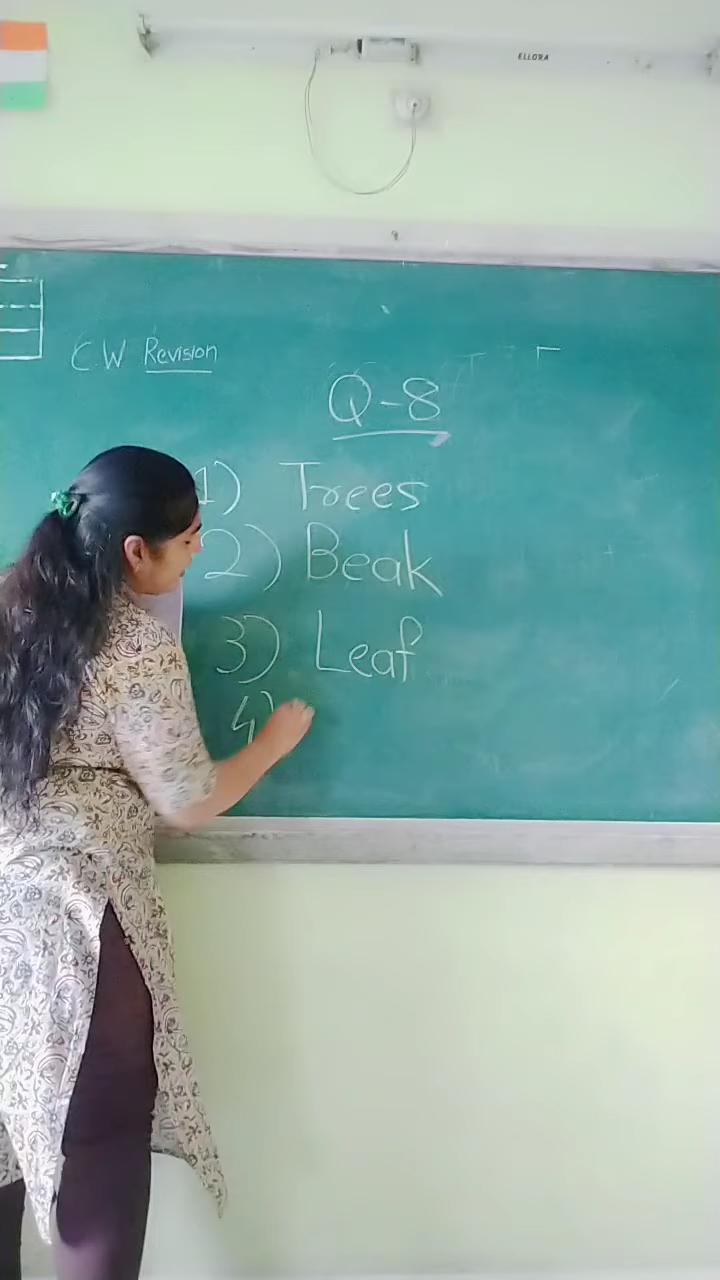 ELLORA
C.W Revision
Q-8
1) Trees
2) Beak
3) Leaf
4)